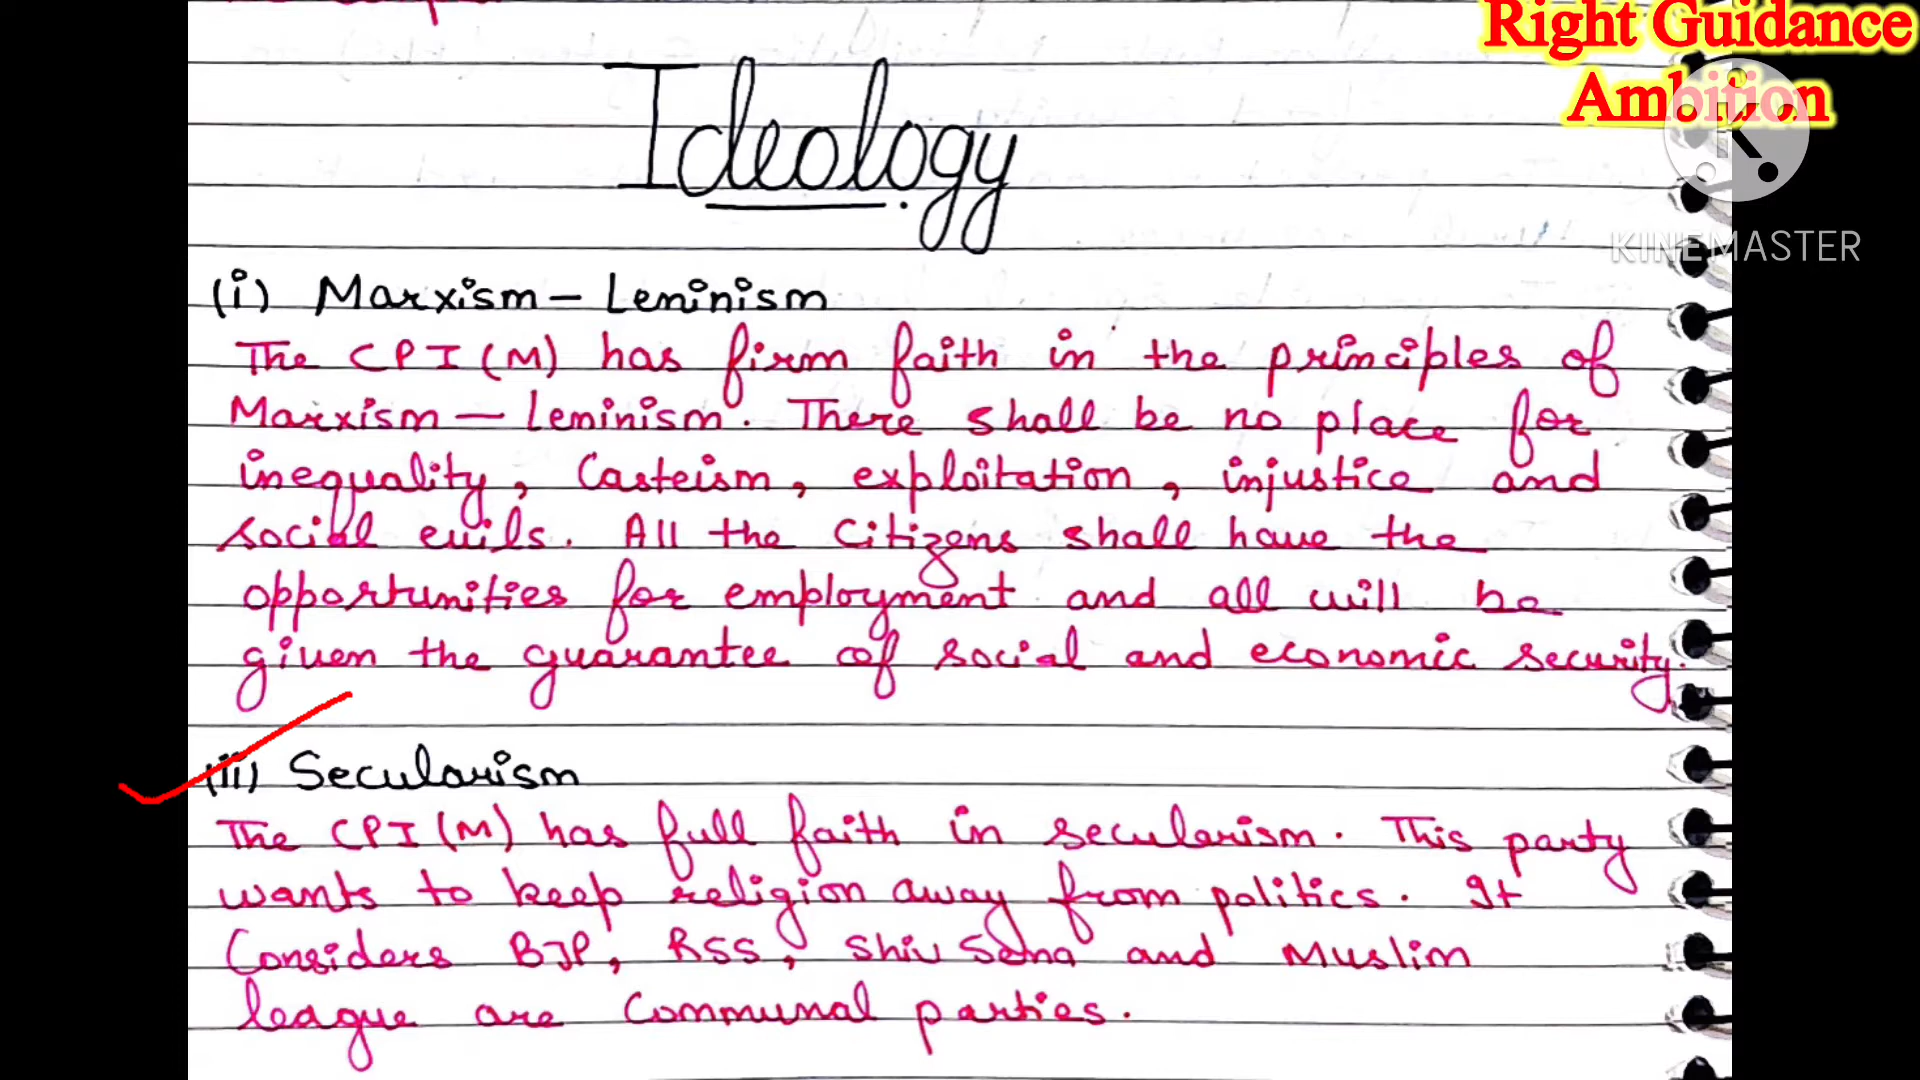 Right Guidance
Ambition
KINEMASTER
Ideology
(i) Marxism - Leninism
The CPI (M) has firm faith in the principles of
Marxism - Leninism. There shall be no place for
inequality, Casteism, exploitation, injustice and
social evils. All the Citizens shall have the
opportunities for employment and all will be
given the guarantee of social and economic security.
(ii) Secularism
The CPI (M) has full faith in secularism. This party
wants to keep religion away from politics. It
Considers BJP, RSS, Shiv Sena and Muslim
league are Communal parties.